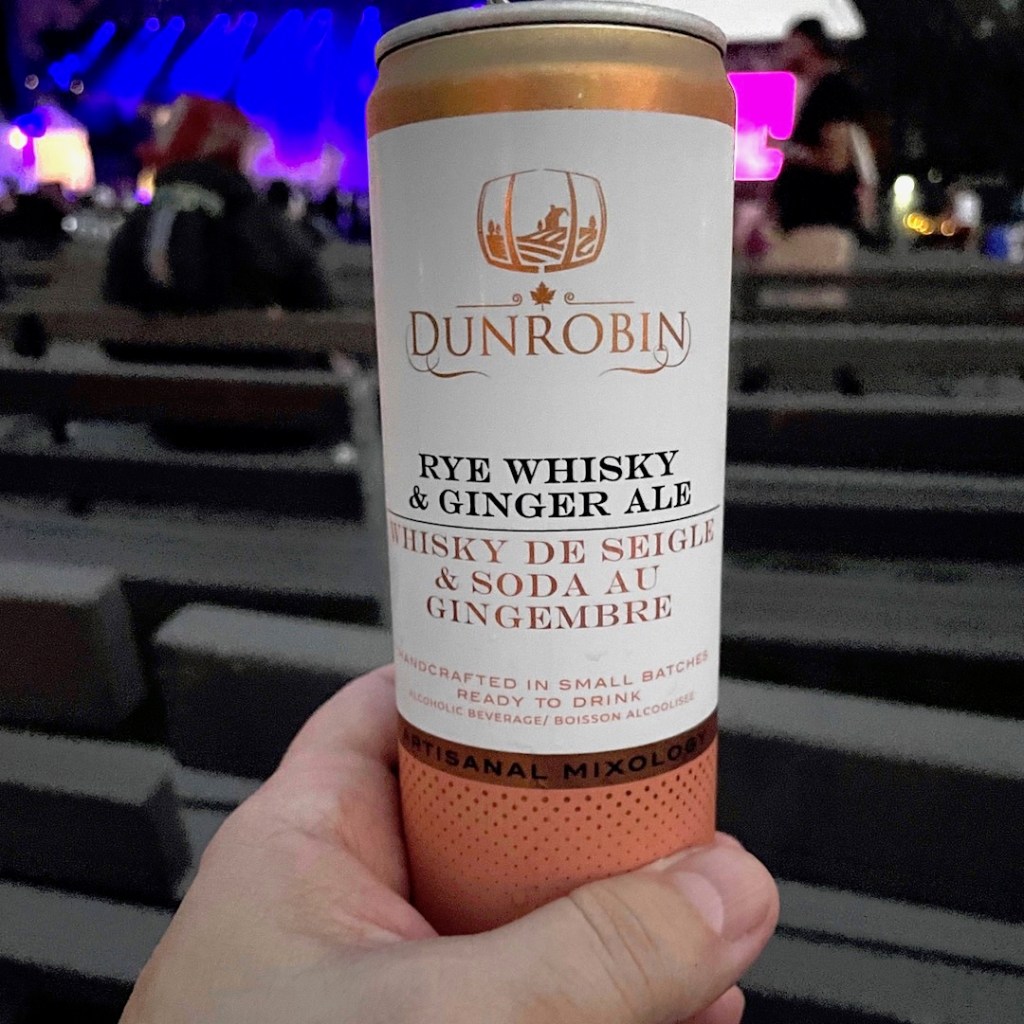 DUNROBIN
RYE WHISKY
& GINGER ALE
WHISKY DE SEIGLE
& SODA AU
GINGEMBRE
HANDCRAFTED IN SMALL BATCHES
READY TO DRINK
ALCOHOLIC BEVERAGE/ BOISSON ALCOOLISÉE
ARTISANAL MIXOLOGY